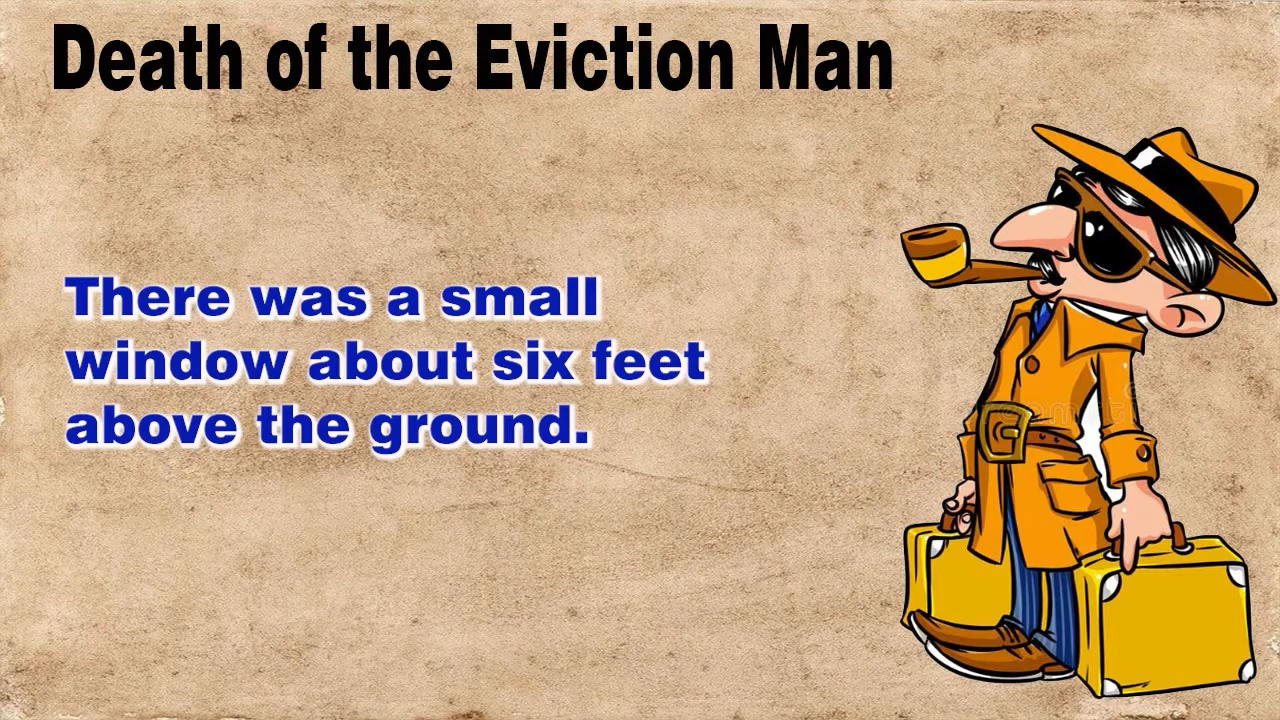 Death of the Eviction Man
There was a small
window about six feet
above the ground.